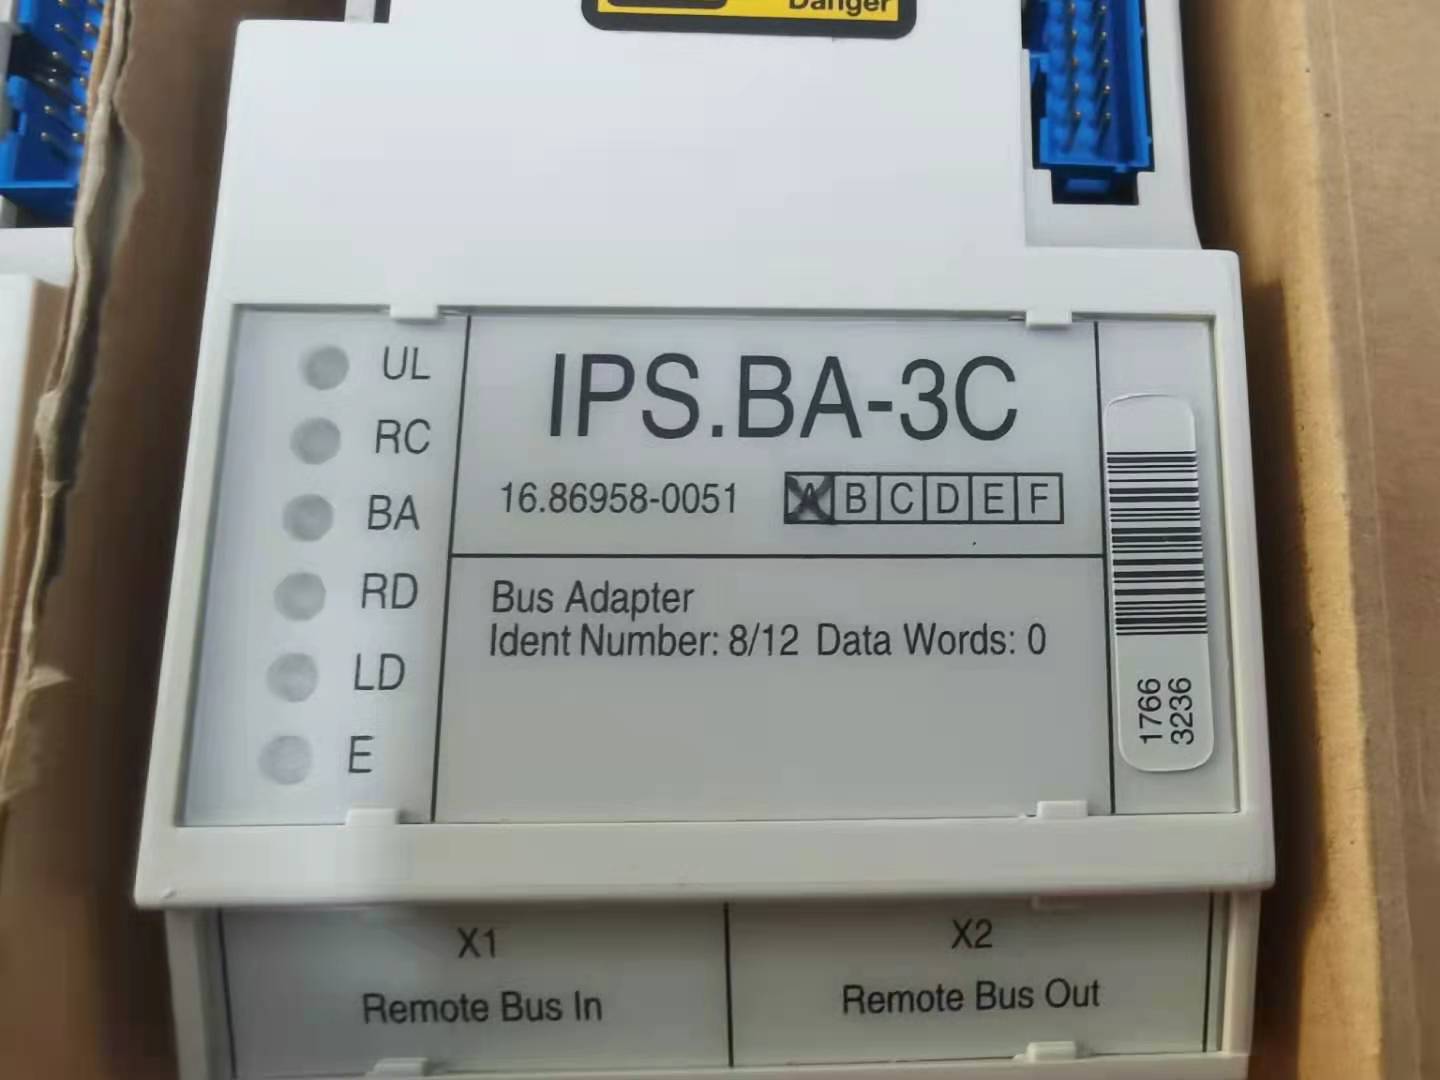 Danger
UL
RC
BA
RD
LD
E
IPS.BA-3C
16.86958-0051 A B C D E F
Bus Adapter
Ident Number: 8/12 Data Words: 0
1766
3236
X1
Remote Bus In
X2
Remote Bus Out